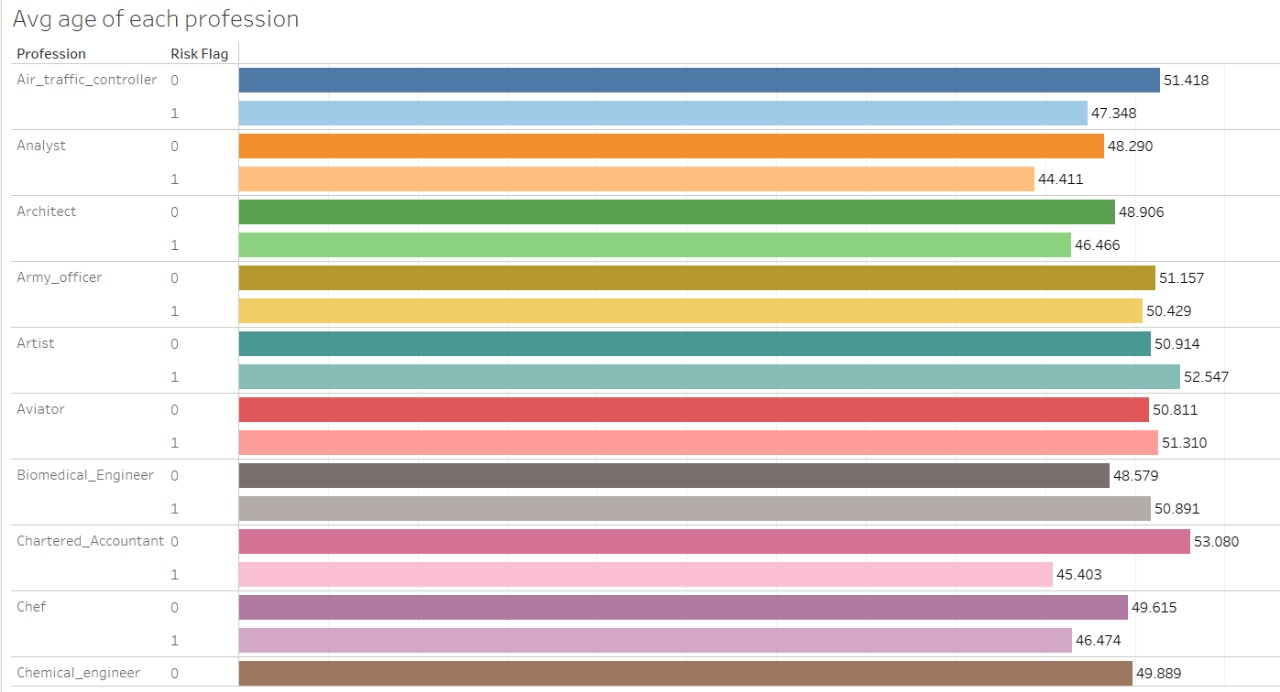 Avg age of each profession
Profession Risk Flag
Air_traffic_controller 0 51.418
1 47.348
Analyst 0 48.290
1 44.411
Architect 0 48.906
1 46.466
Army_officer 0 51.157
1 50.429
Artist 0 50.914
1 52.547
Aviator 0 50.811
1 51.310
Biomedical_Engineer 0 48.579
1 50.891
Chartered_Accountant 0 53.080
1 45.403
Chef 0 49.615
1 46.474
Chemical_engineer 0 49.889